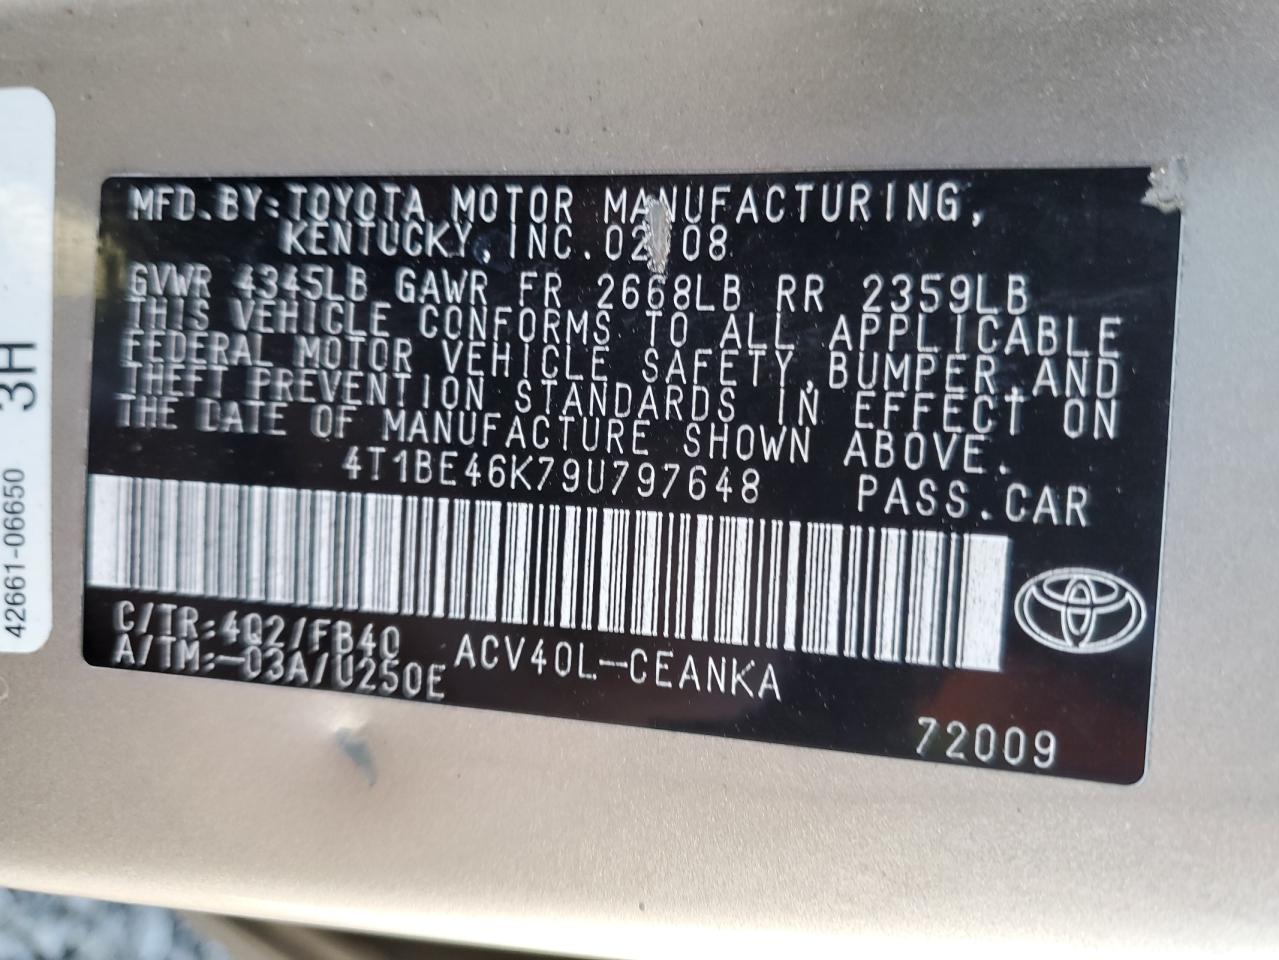 MFD. BY: TOYOTA MOTOR MANUFACTURING,
KENTUCKY, INC. 02 08
GVWR 4345LB GAWR FR 2668LB RR 2359LB
THIS VEHICLE CONFORMS TO ALL APPLICABLE
FEDERAL MOTOR VEHICLE SAFETY, BUMPER, AND
THEFT PREVENTION STANDARDS IN EFFECT ON
THE DATE OF MANUFACTURE SHOWN ABOVE.
4T1BE46K79U797648 PASS. CAR
C/TR: 4Q2/FB40 ACV40L-CEANKA
A/TM: -03A/U250E
72009
42661-06650 3H